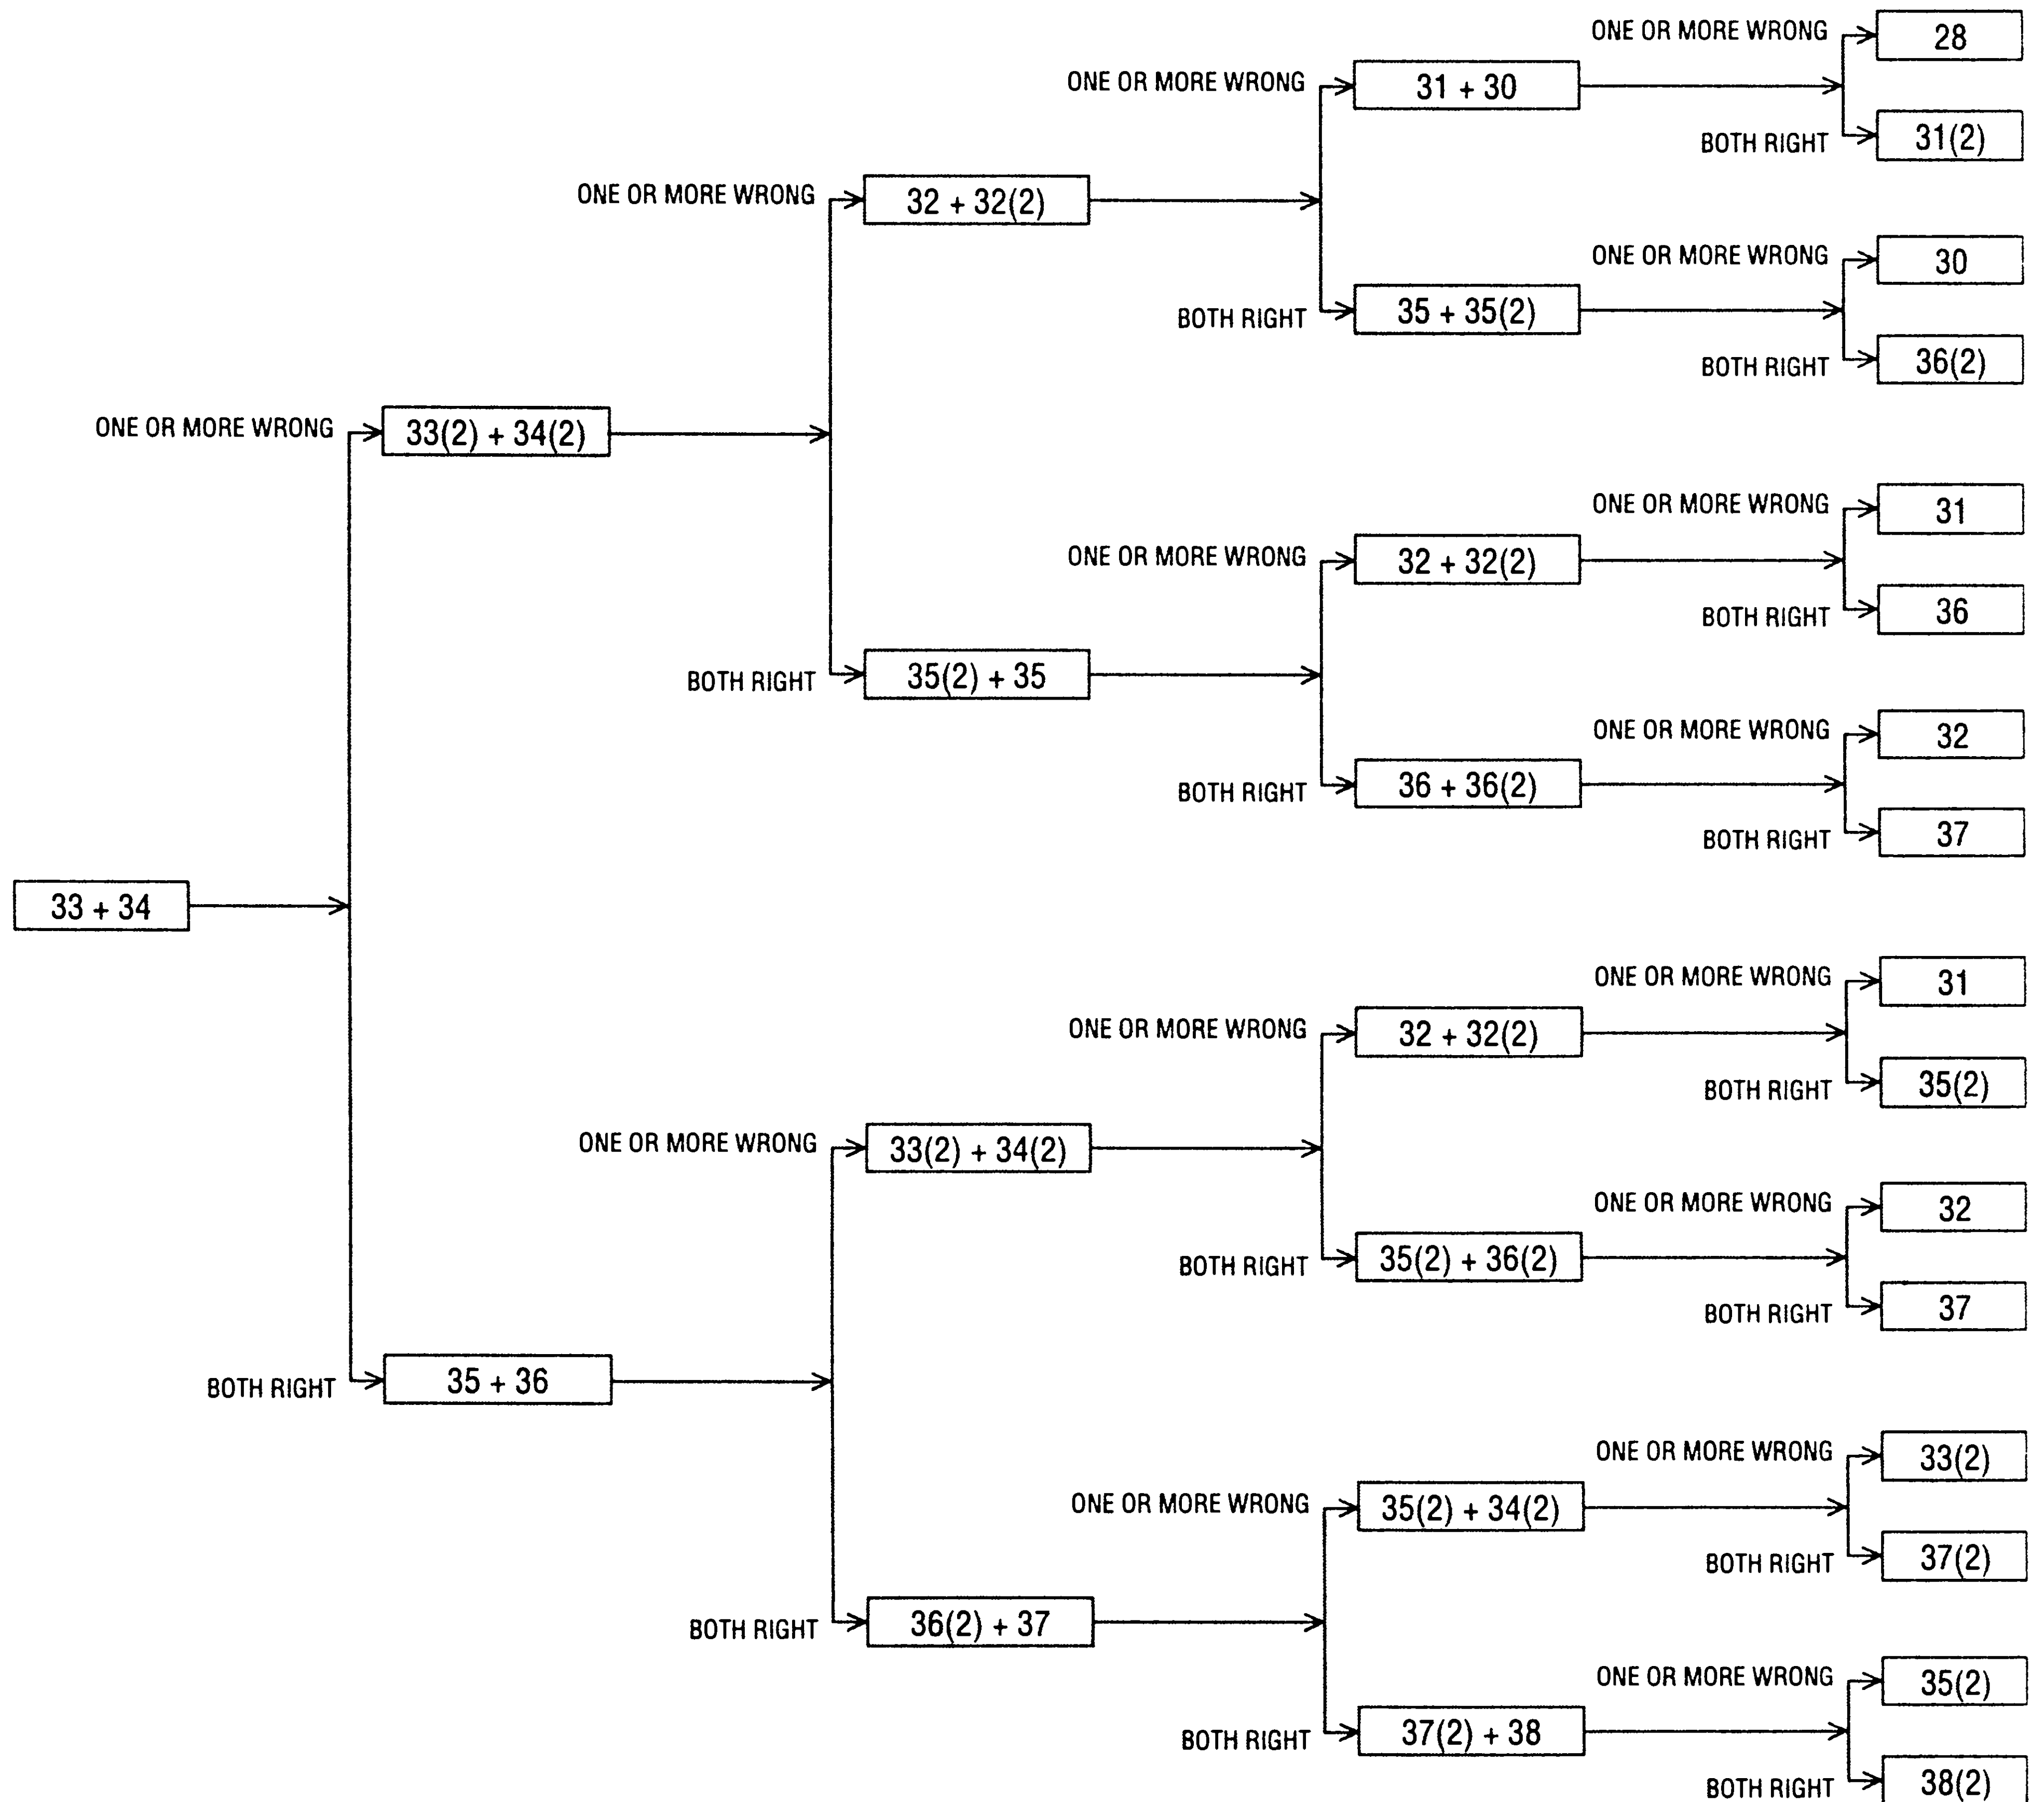 ONE OR MORE WRONG
28
ONE OR MORE WRONG
31 + 30
BOTH RIGHT
31(2)
ONE OR MORE WRONG
32 + 32(2)
ONE OR MORE WRONG
30
BOTH RIGHT
35 + 35(2)
BOTH RIGHT
36(2)
ONE OR MORE WRONG
33(2) + 34(2)
ONE OR MORE WRONG
31
ONE OR MORE WRONG
32 + 32(2)
BOTH RIGHT
36
BOTH RIGHT
35(2) + 35
ONE OR MORE WRONG
32
BOTH RIGHT
36 + 36(2)
BOTH RIGHT
37
33 + 34
ONE OR MORE WRONG
31
ONE OR MORE WRONG
32 + 32(2)
BOTH RIGHT
35(2)
ONE OR MORE WRONG
33(2) + 34(2)
ONE OR MORE WRONG
32
BOTH RIGHT
35(2) + 36(2)
BOTH RIGHT
37
BOTH RIGHT
35 + 36
ONE OR MORE WRONG
33(2)
ONE OR MORE WRONG
35(2) + 34(2)
BOTH RIGHT
37(2)
BOTH RIGHT
36(2) + 37
ONE OR MORE WRONG
35(2)
BOTH RIGHT
37(2) + 38
BOTH RIGHT
38(2)